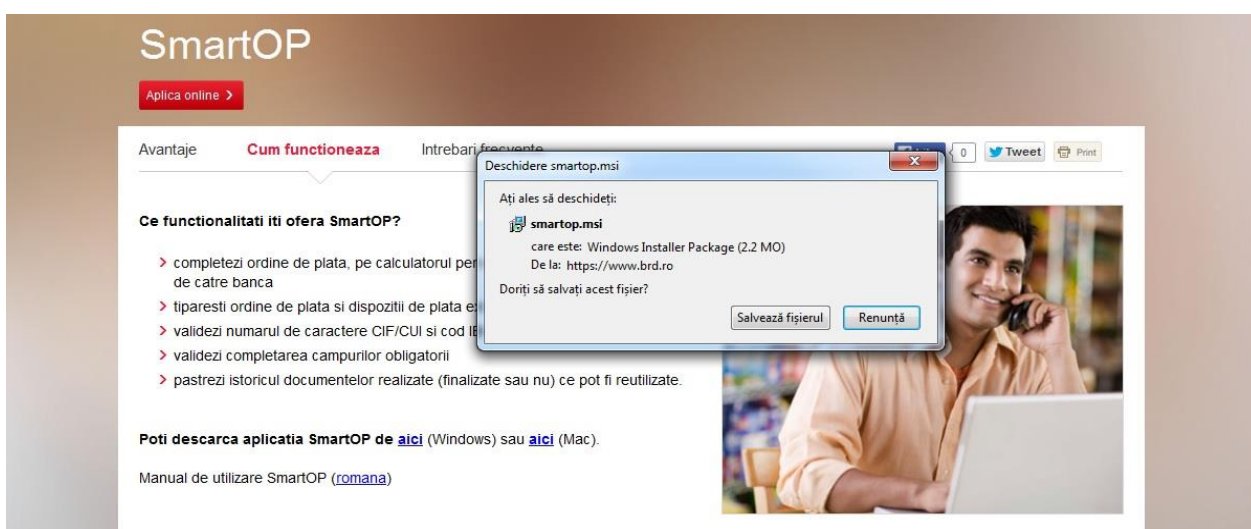 SmartOP
Aplica online >
Avantaje Cum functioneaza Intrebari frecvente
0 Tweet Print
Deschidere smartop.msi
Ați ales să deschideți:
smartop.msi
care este: Windows Installer Package (2.2 MO)
De la: https://www.brd.ro
Doriți să salvați acest fișier?
Salvează fișierul Renunță
Ce functionalitati iti ofera SmartOP?
> completezi ordine de plata, pe calculatorul
de catre banca
> tiparesti ordine de plata si dispozitii de plata
> validezi numarul de caractere CIF/CUI si cod
> validezi completarea campurilor obligatorii
> pastrezi istoricul documentelor realizate (finalizate sau nu) ce pot fi reutilizate.
Poti descarca aplicatia SmartOP de aici (Windows) sau aici (Mac).
Manual de utilizare SmartOP (romana)